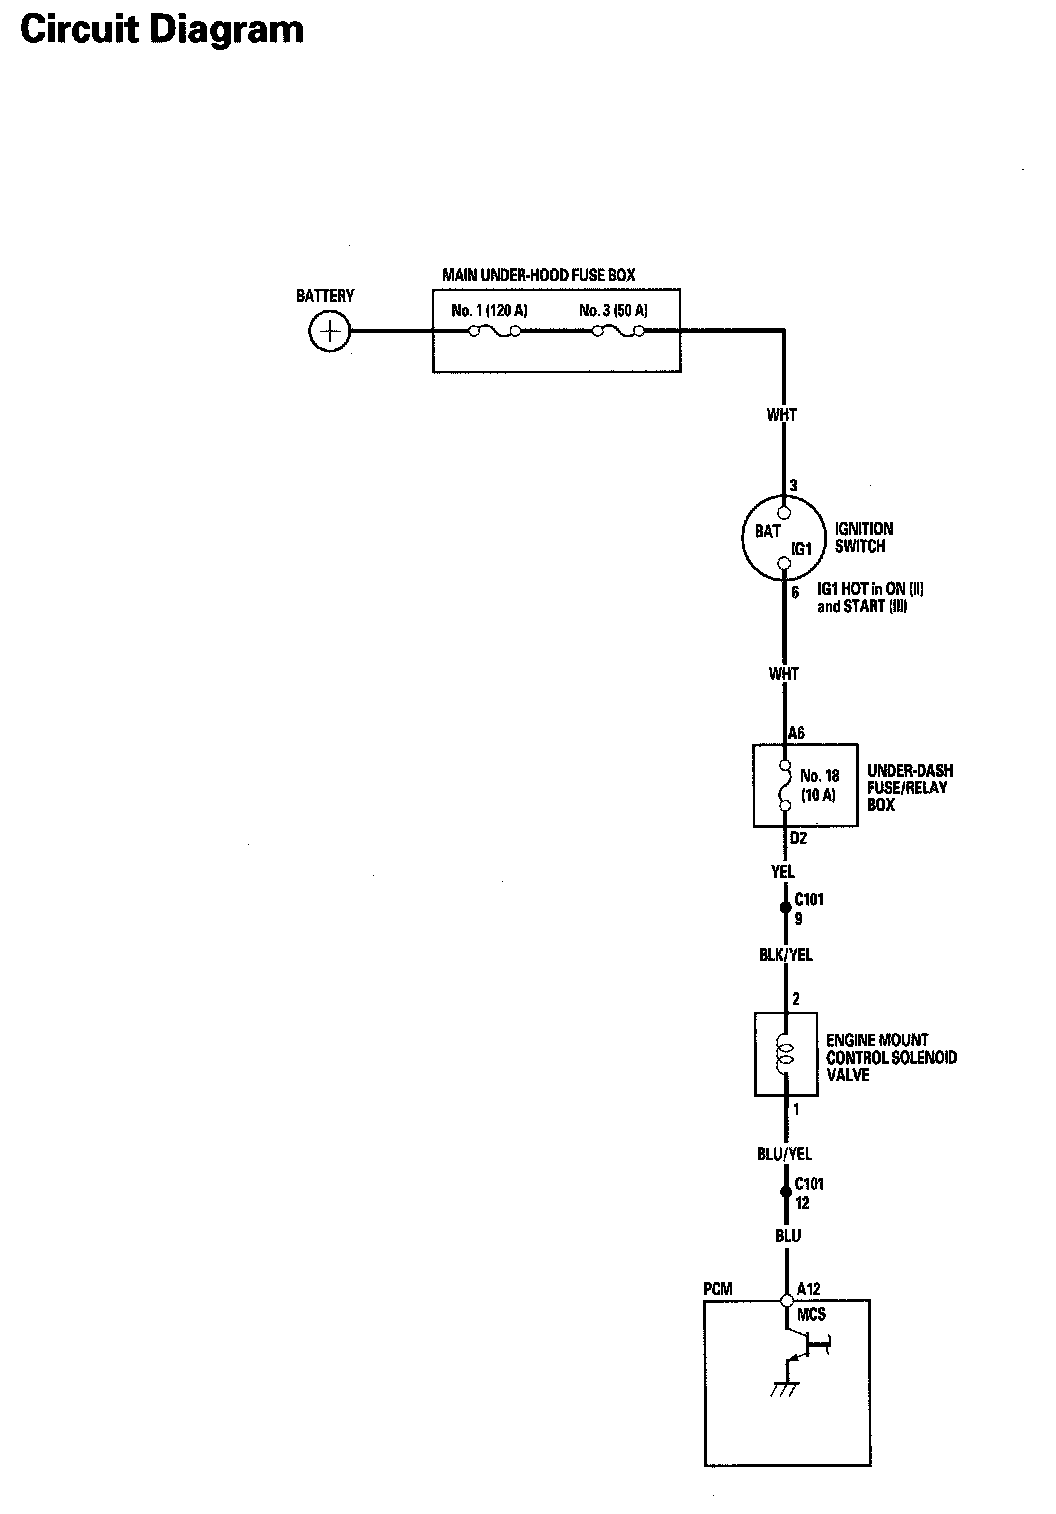 Circuit Diagram
MAIN UNDER-HOOD FUSE BOX
BATTERY
No. 1 (120 A)
No. 3 (50 A)
+
WHT
3
BAT
IGNITION
SWITCH
IG1
6
IG1 HOT in ON (II)
and START (III)
WHT
A6
No. 18
(10 A)
UNDER-DASH
FUSE/RELAY
BOX
D2
YEL
C101
9
BLK/YEL
2
ENGINE MOUNT
CONTROL SOLENOID
VALVE
1
BLU/YEL
C101
12
BLU
PCM
A12
MCS